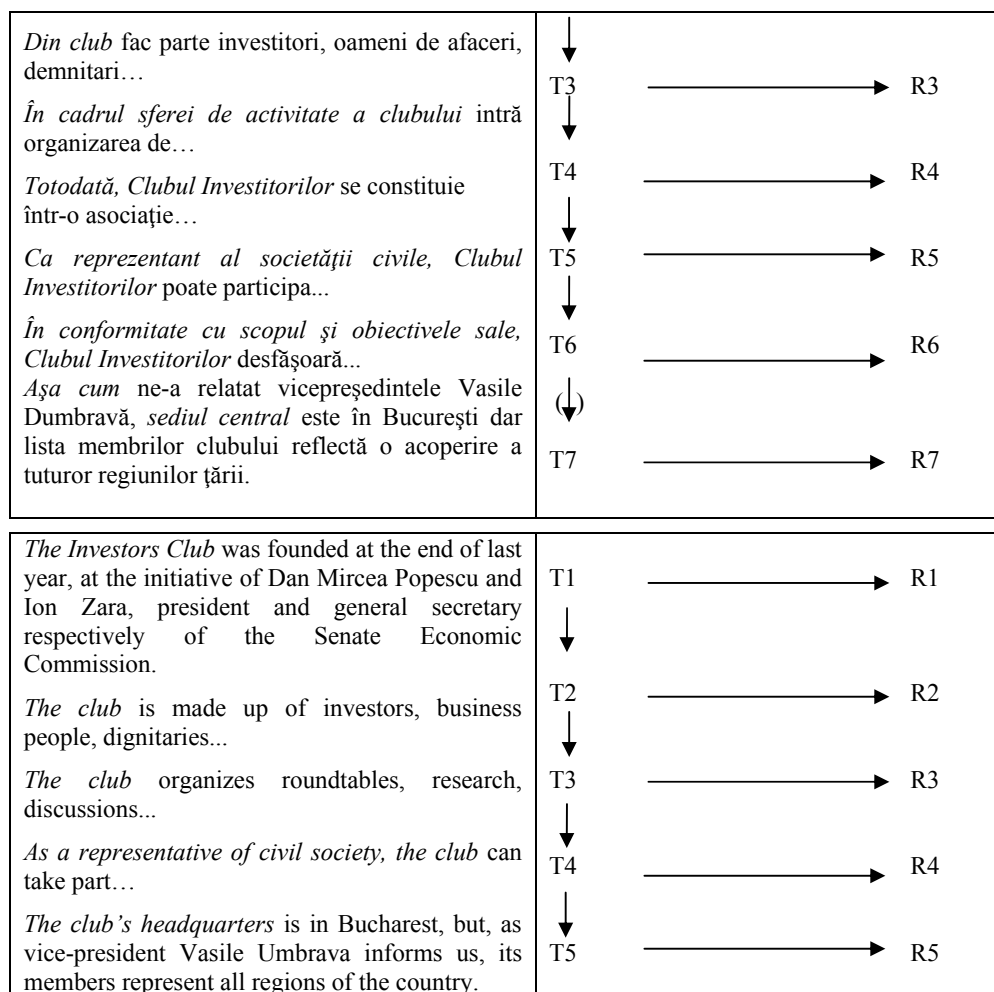 Din club fac parte investitori, oameni de afaceri,
demnitari…
T3 R3
În cadrul sferei de activitate a clubului intră
organizarea de…
T4 R4
Totodată, Clubul Investitorilor se constituie
într-o asociaţie…
Ca reprezentant al societăţii civile, Clubul
Investitorilor poate participa...
T5 R5
În conformitate cu scopul şi obiectivele sale,
Clubul Investitorilor desfăşoară...
T6 R6
Aşa cum ne-a relatat vicepreşedintele Vasile
Dumbravă, sediul central este în Bucureşti dar
lista membrilor clubului reflectă o acoperire a
tuturor regiunilor ţării.
( )
T7 R7
The Investors Club was founded at the end of last
year, at the initiative of Dan Mircea Popescu and
Ion Zara, president and general secretary
respectively of the Senate Economic
Commission.
T1 R1
The club is made up of investors, business
people, dignitaries...
T2 R2
The club organizes roundtables, research,
discussions...
T3 R3
As a representative of civil society, the club can
take part…
T4 R4
The club’s headquarters is in Bucharest, but, as
vice-president Vasile Umbrava informs us, its
members represent all regions of the country.
T5 R5